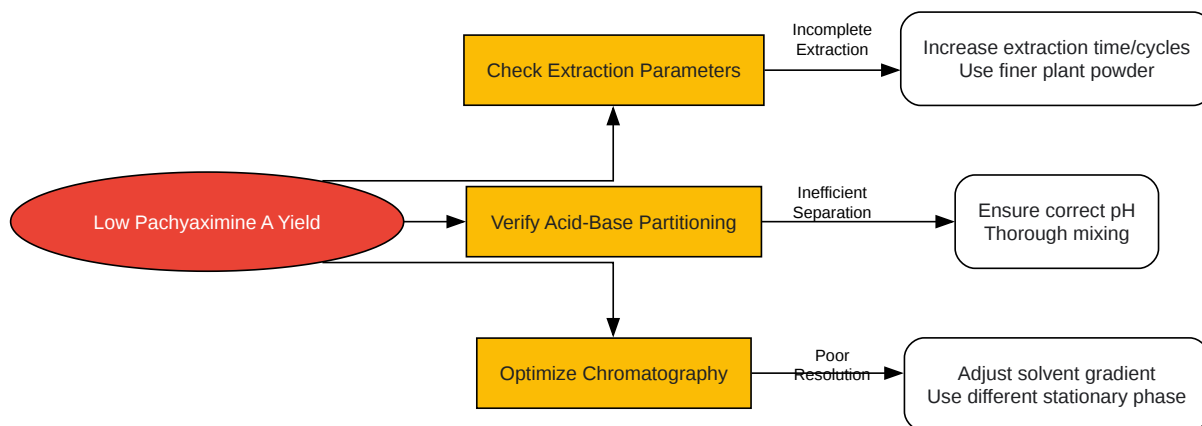 Low Pachyaximine A Yield
Check Extraction Parameters
Incomplete
Extraction
Increase extraction time/cycles
Use finer plant powder
Verify Acid-Base Partitioning
Inefficient
Separation
Ensure correct pH
Thorough mixing
Optimize Chromatography
Poor
Resolution
Adjust solvent gradient
Use different stationary phase